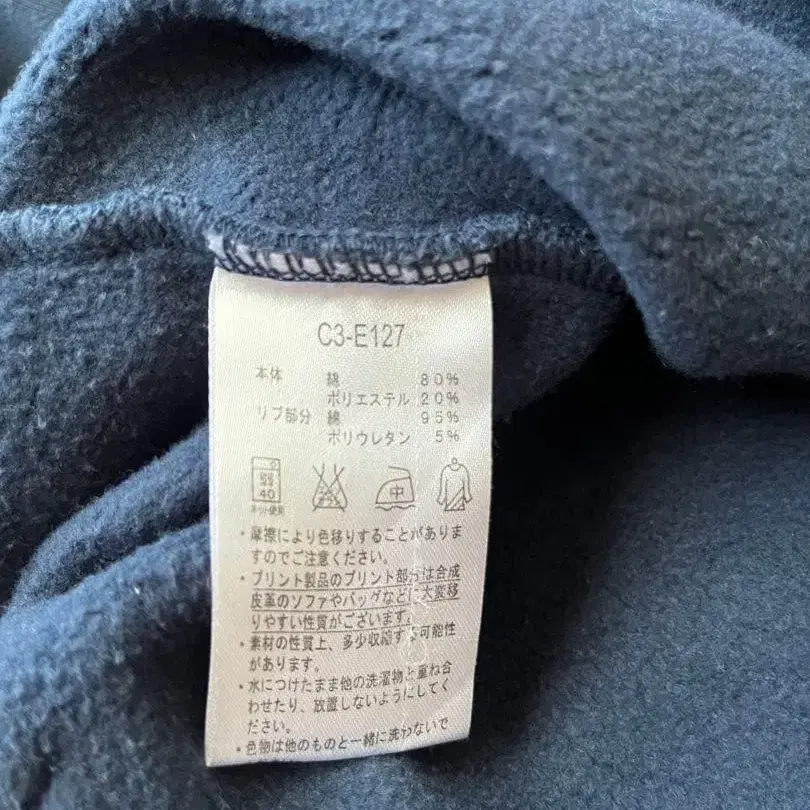 C3-E127
本体 綿 80%
ポリエステル 20%
リブ部分 綿 95%
ポリウレタン 5%
40 中
ネット使用
・摩擦により色移りすることがありま
すのでご注意ください。
・プリント製品のプリント部分は合成
皮革のソファやバッグなどに大変移
りやすい性質がございます。
・素材の性質上、多少収縮する可能性
があります。
・水につけたまま他の洗濯物と重ね合
わせたり、放置しないようにしてく
ださい。
・色物は他のものと一緒に洗わないで